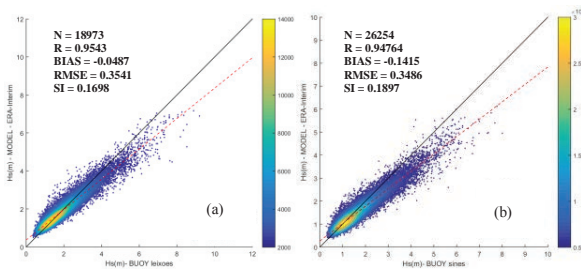 N = 18973
R = 0.9543
BIAS = -0.0487
RMSE = 0.3541
SI = 0.1698
Hs(m) - MODEL - ERA-Interim
12
10
8
6
4
2
0
0 2 4 6 8 10 12
Hs(m)- BUOY leixoes
(a)
14000
12000
10000
8000
6000
4000
2000
N = 26254
R = 0.94764
BIAS = -0.1415
RMSE = 0.3486
SI = 0.1897
Hs(m) - MODEL - ERA-Interim
10
9
8
7
6
5
4
3
2
1
0
0 1 2 3 4 5 6 7 8 9 10
Hs(m)-BUOY sines
(b)
2.5
2
1.5
1